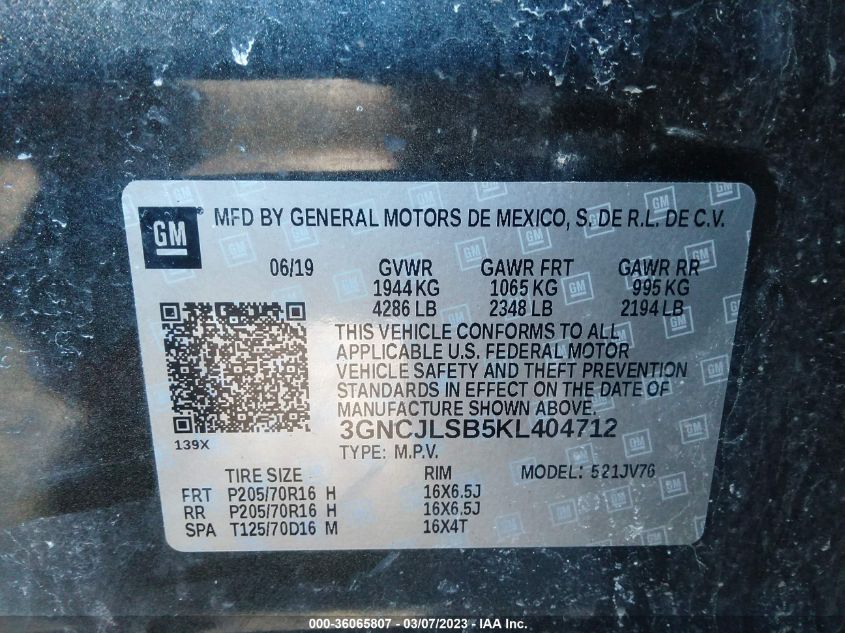 GM
MFD BY GENERAL MOTORS DE MEXICO, S. DE R.L. DE C.V.
06/19 GVWR GAWR FRT GAWR RR
1944 KG 1065 KG 995 KG
4286 LB 2348 LB 2194 LB
THIS VEHICLE CONFORMS TO ALL
APPLICABLE U.S. FEDERAL MOTOR
VEHICLE SAFETY AND THEFT PREVENTION
STANDARDS IN EFFECT ON THE DATE OF
MANUFACTURE SHOWN ABOVE.
3GNCJLSB5KL404712
139X
TYPE: M.P.V.
TIRE SIZE RIM MODEL: 521JV76
FRT P205/70R16 H 16X6.5J
RR P205/70R16 H 16X6.5J
SPA T125/70D16 M 16X4T
000-36065807 — 03/07/2023 — IAA Inc.